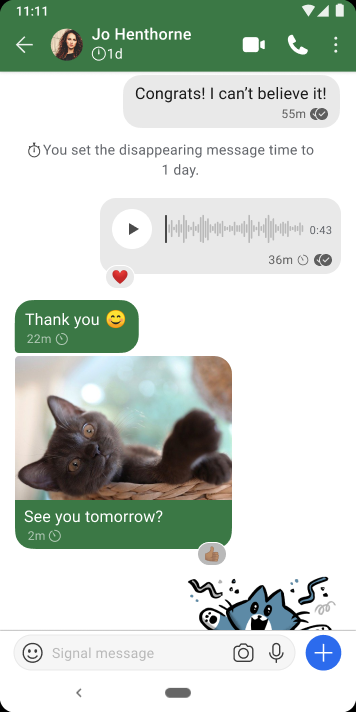 11:11
Jo Henthorne
1d
Congrats! I can’t believe it!
55m
You set the disappearing message time to
1 day.
0:43
36m
Thank you 😊
22m
See you tomorrow?
2m
Signal message